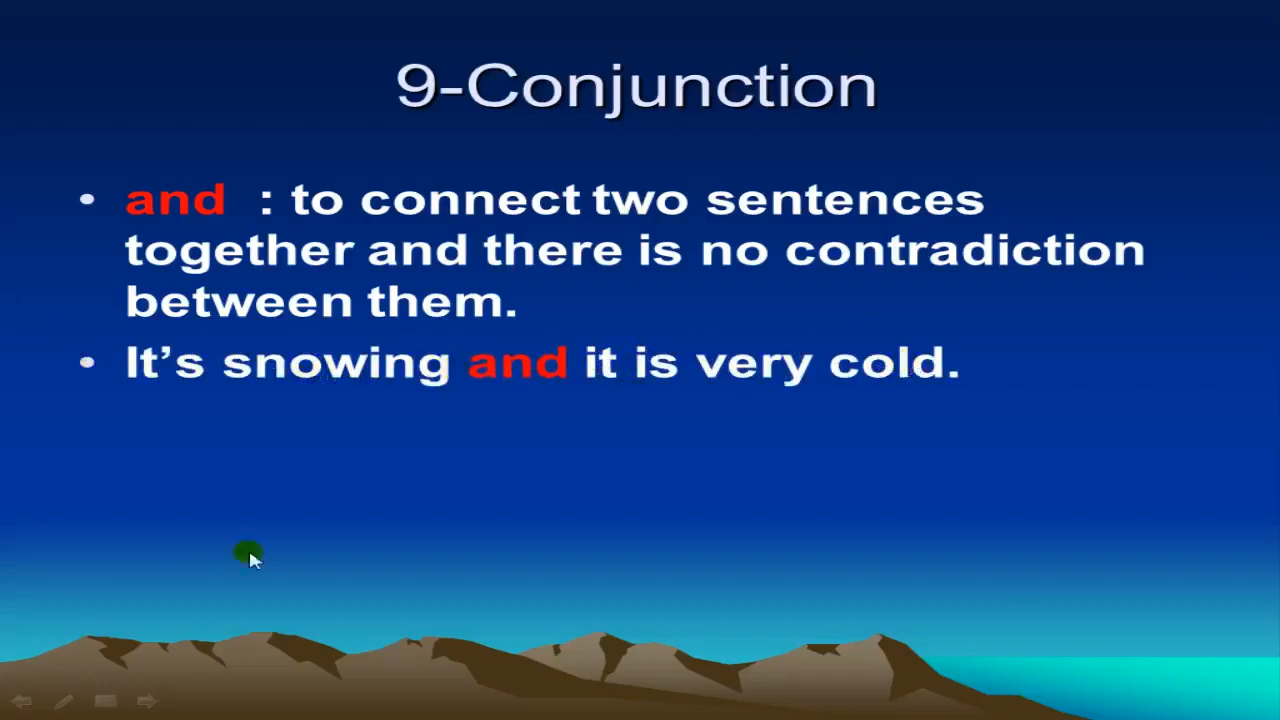 9-Conjunction
• and : to connect two sentences
together and there is no contradiction
between them.
• It’s snowing and it is very cold.